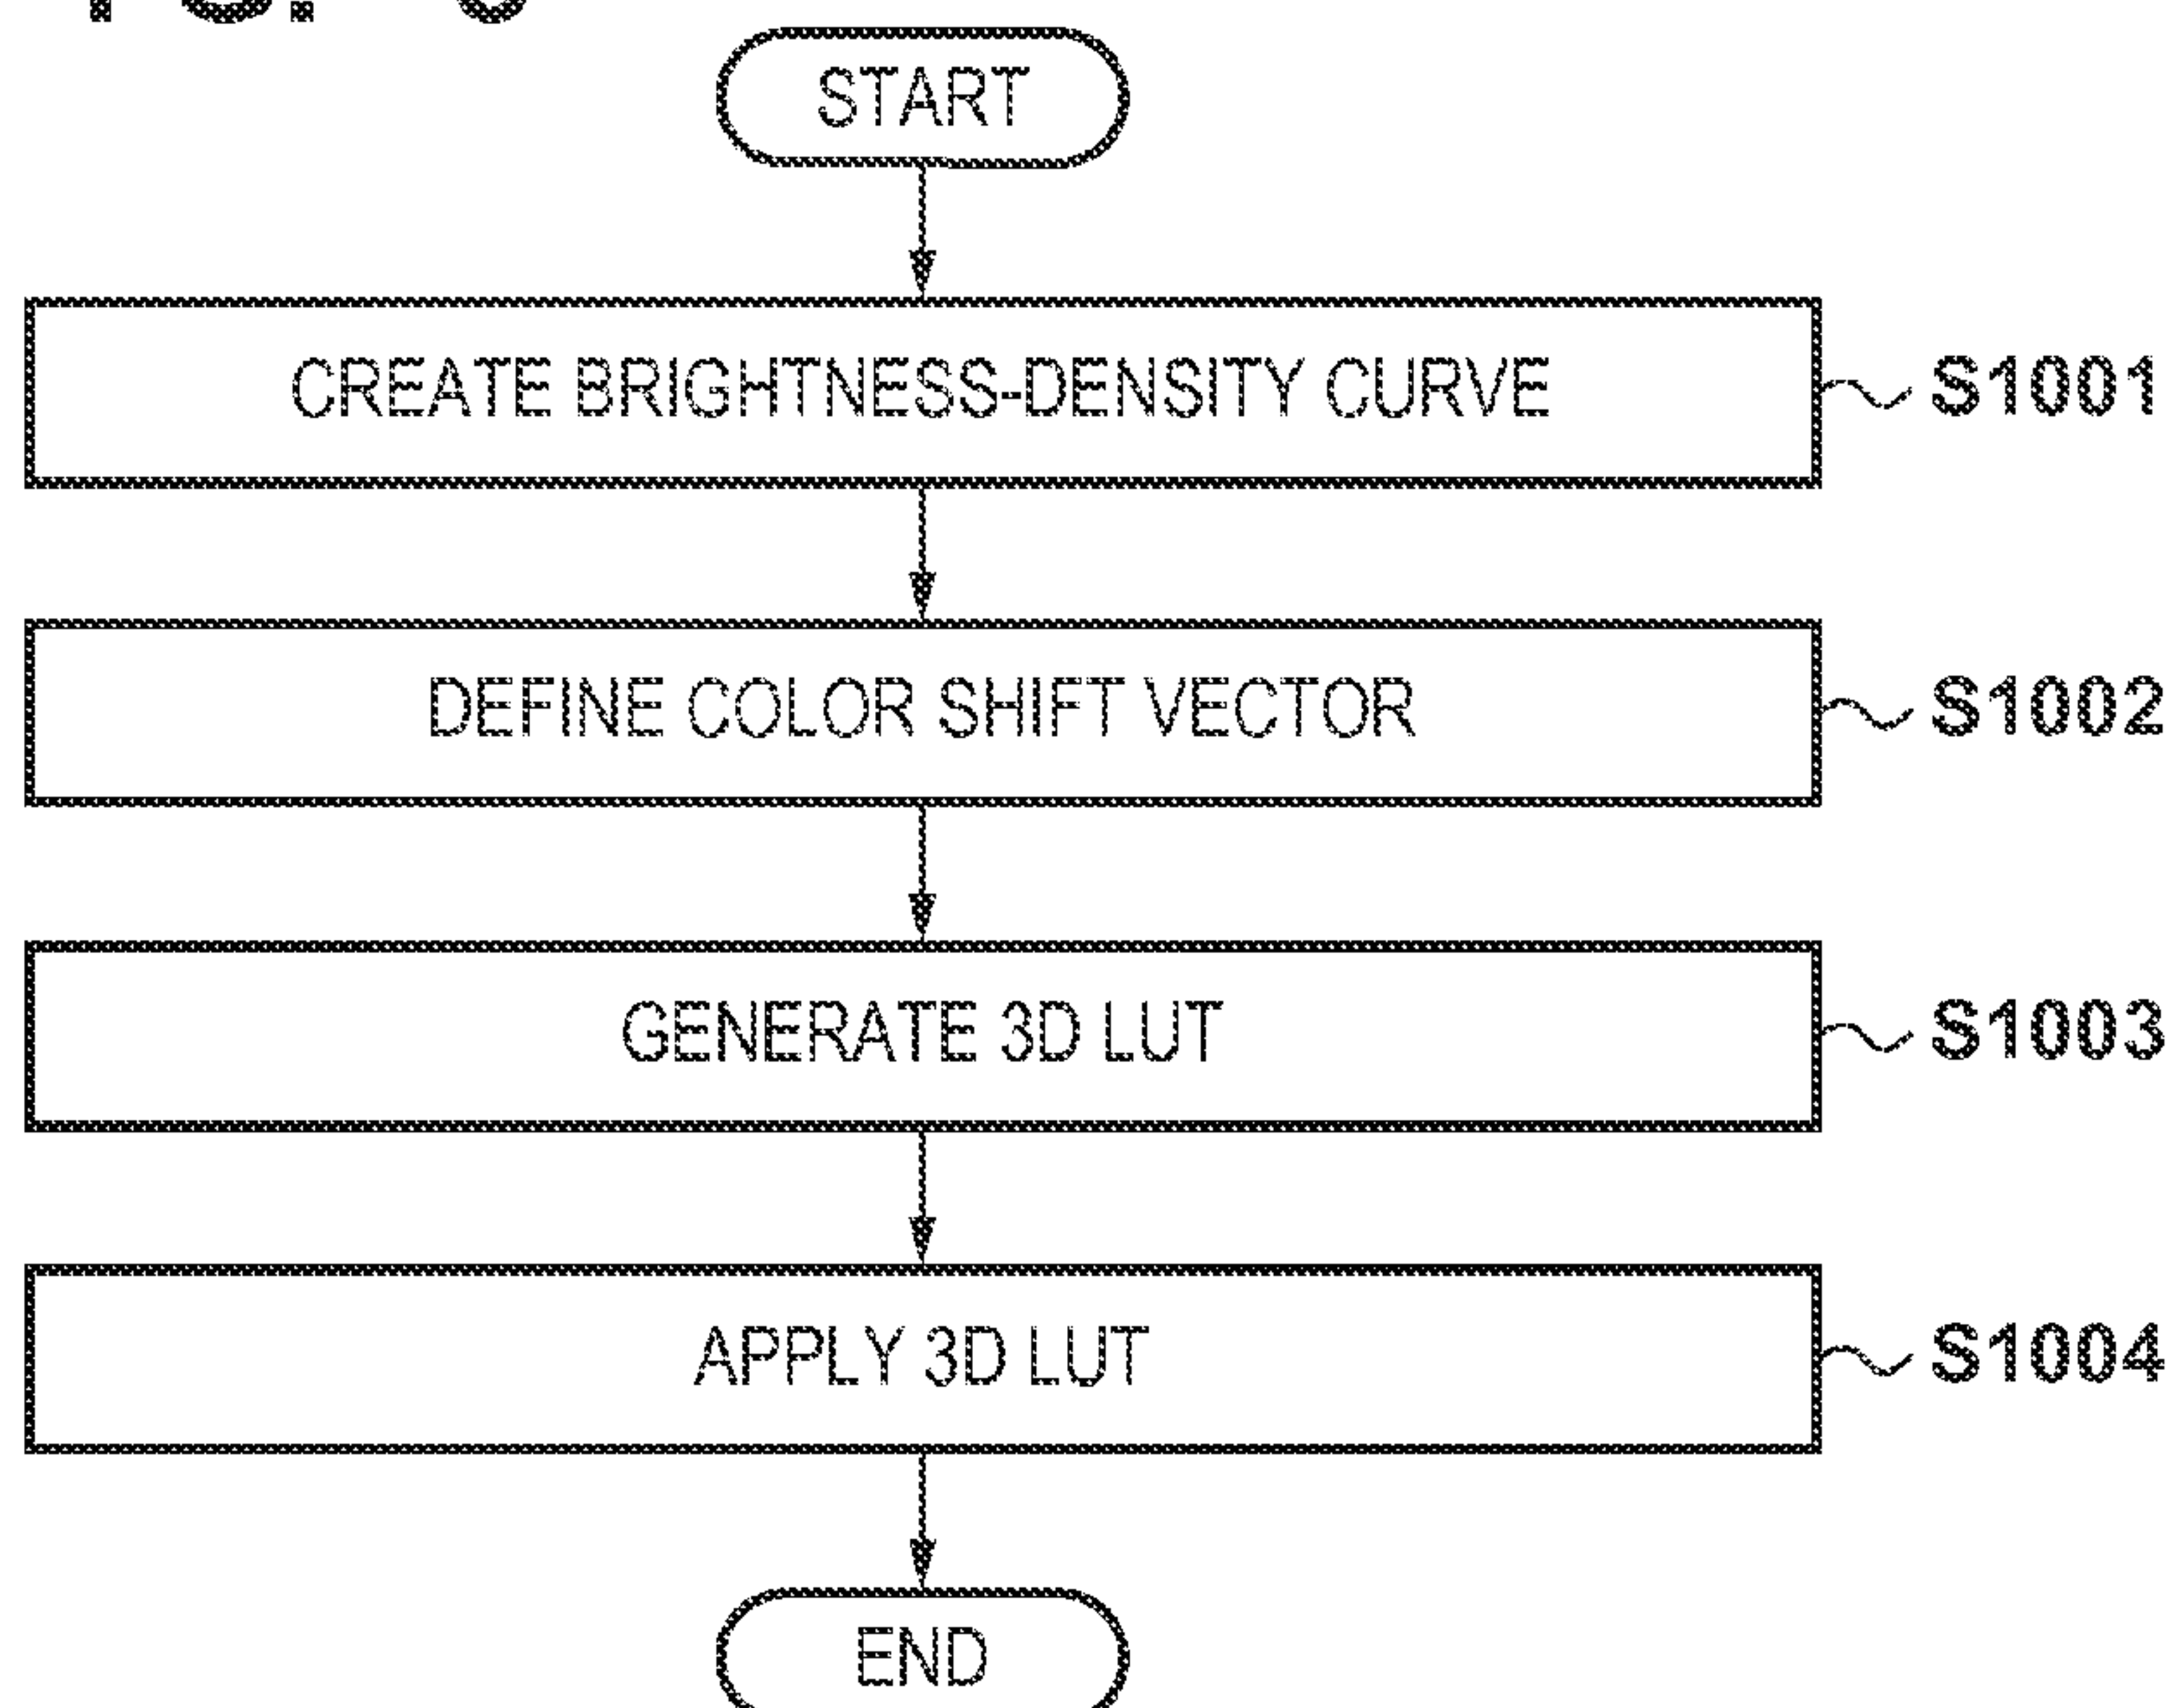 START
CREATE BRIGHTNESS-DENSITY CURVE
S1001
DEFINE COLOR SHIFT VECTOR
S1002
GENERATE 3D LUT
S1003
APPLY 3D LUT
S1004
END